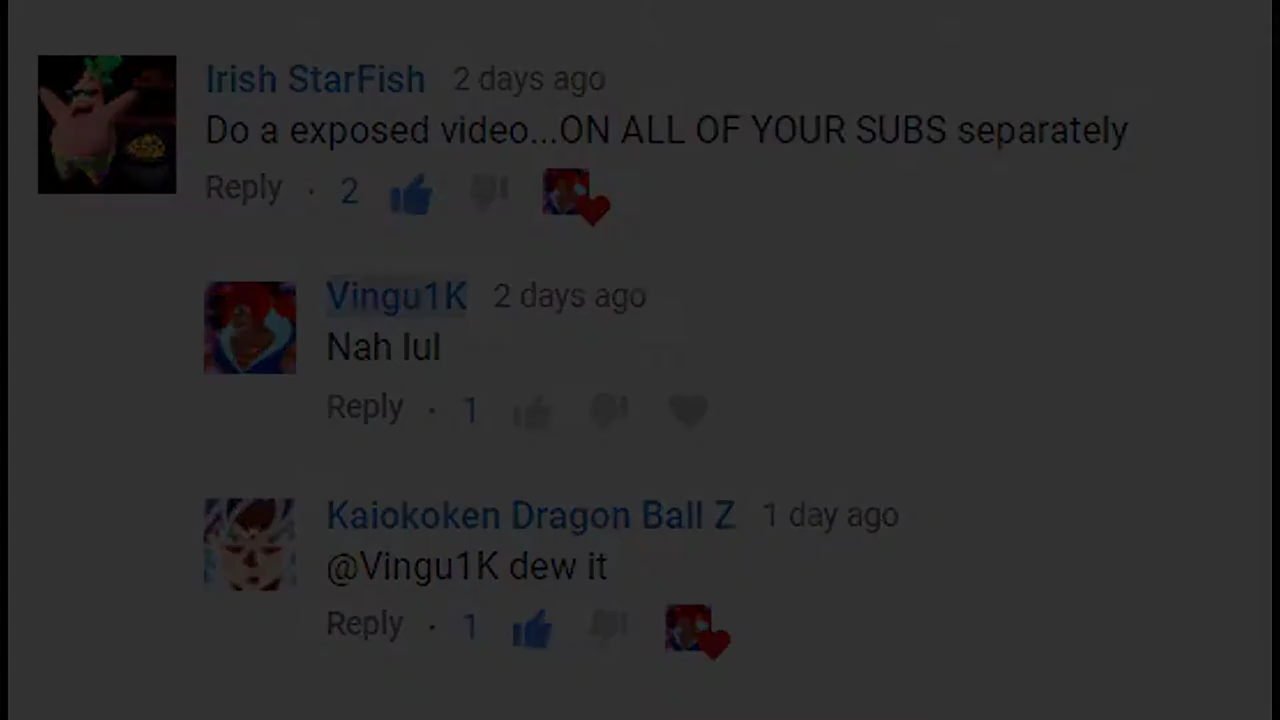 Irish StarFish 2 days ago
Do a exposed video...ON ALL OF YOUR SUBS separately
Reply · 2
Vingu1K 2 days ago
Nah lul
Reply · 1
Kaiokoken Dragon Ball Z 1 day ago
@Vingu1K dew it
Reply · 1